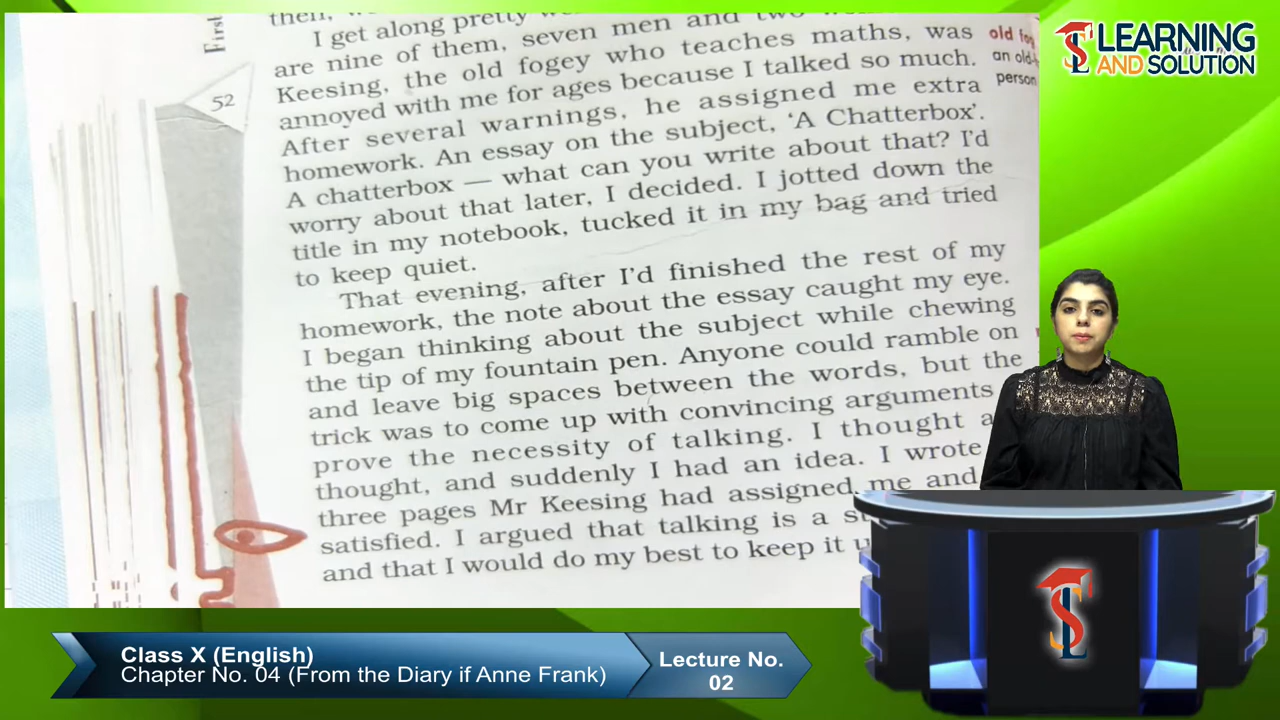 First
52
then,
I get along pretty
are nine of them, seven men and two
Keesing, the old fogey who teaches maths, was
annoyed with me for ages because I talked so much.
After several warnings, he assigned me extra
homework. An essay on the subject, ‘A Chatterbox’.
A chatterbox — what can you write about that? I’d
worry about that later, I decided. I jotted down the
title in my notebook, tucked it in my bag and tried
to keep quiet.
That evening, after I’d finished the rest of my
homework, the note about the essay caught my eye.
I began thinking about the subject while chewing
the tip of my fountain pen. Anyone could ramble on
and leave big spaces between the words, but the
trick was to come up with convincing arguments
prove the necessity of talking. I thought
thought, and suddenly I had an idea. I wrote
three pages Mr Keesing had assigned me and
satisfied. I argued that talking is a
and that I would do my best to keep it
old
an
person
LEARNING
AND SOLUTION
Class X (English)
Chapter No. 04 (From the Diary if Anne Frank)
Lecture No.
02